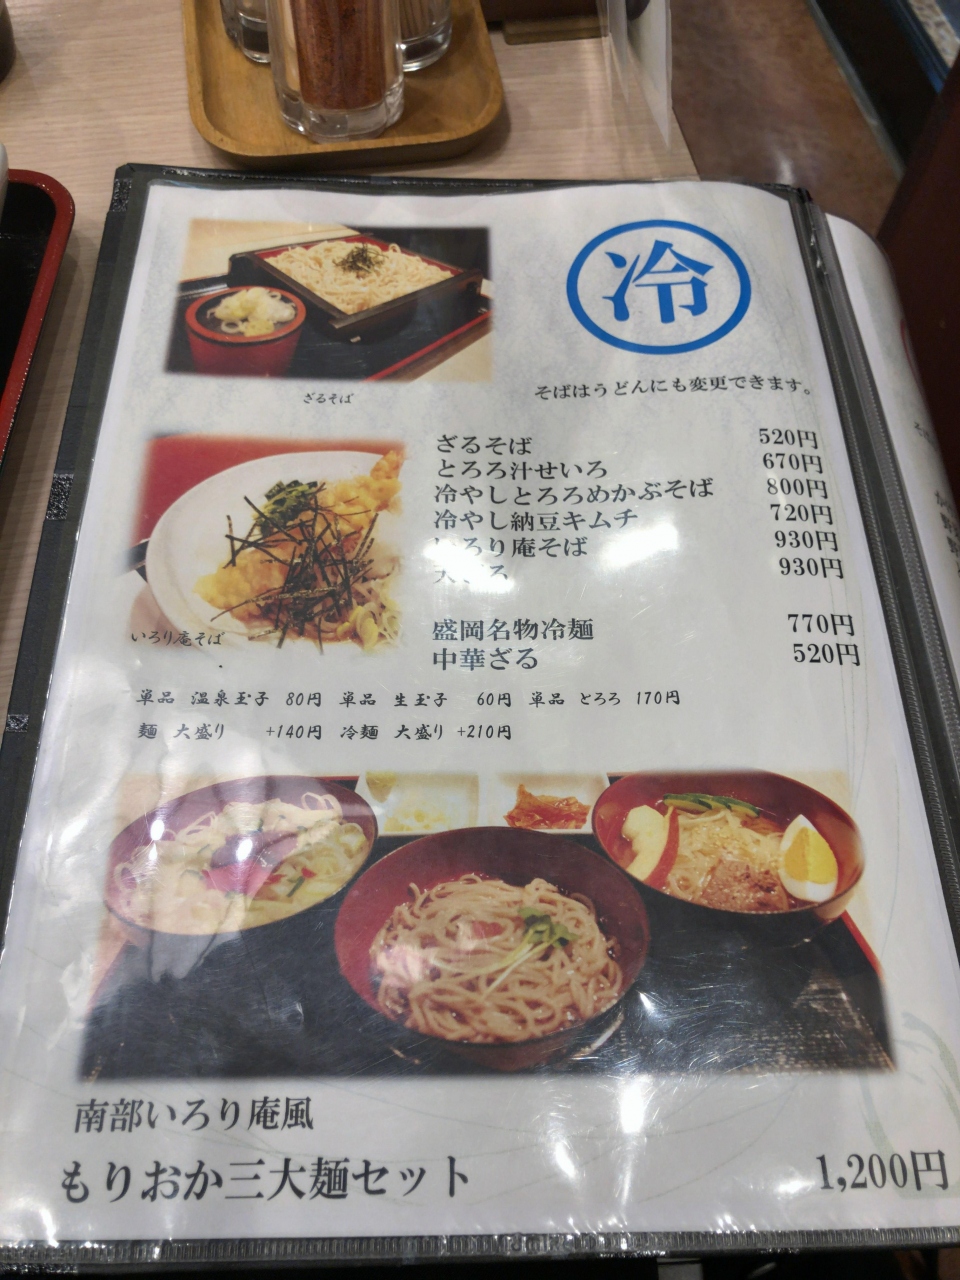 冷
ざるそば
そばはうどんにも変更できます。
ざるそば 520円
とろろ汁せいろ 670円
冷やしとろろめかぶそば 800円
冷やし納豆キムチ 720円
いろり庵そば 930円
天ざる 930円
盛岡名物冷麺 770円
中華ざる 520円
いろり庵そば
単品 温泉玉子 80円 単品 生玉子 60円 単品 とろろ 170円
麺 大盛り +140円 冷麺 大盛り +210円
南部いろり庵風
もりおか三大麺セット 1,200円